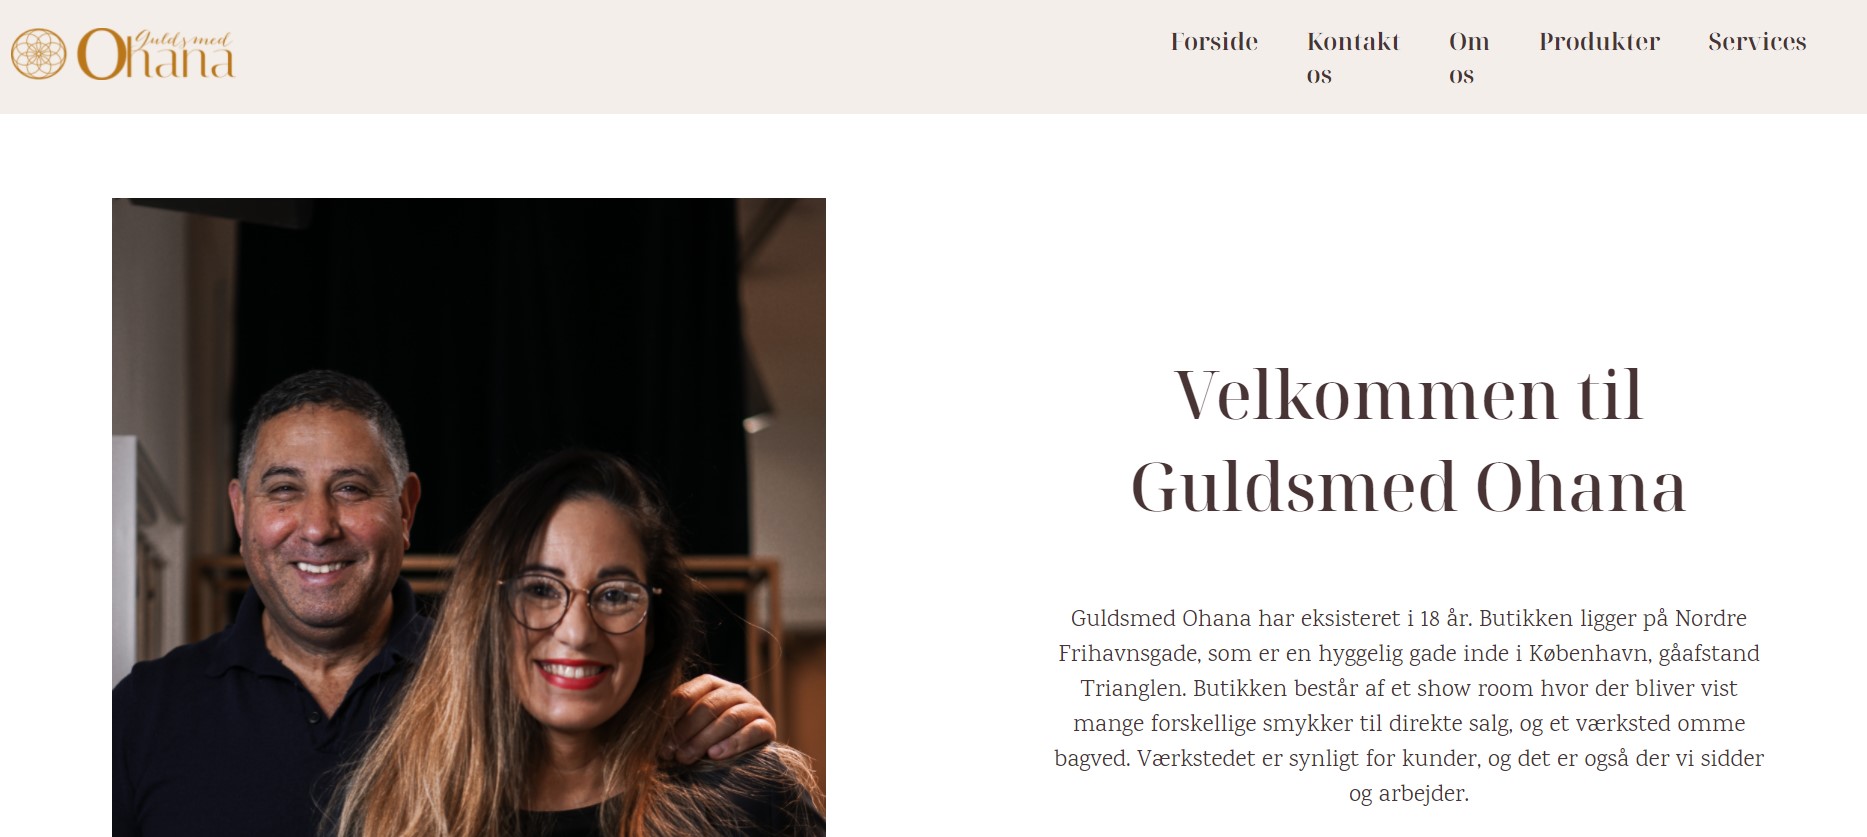 Guldsmed
Ohana
Forside
Kontakt
os
Om
os
Produkter
Services
Velkommen til
Guldsmed Ohana
Guldsmed Ohana har eksisteret i 18 år. Butikken ligger på Nordre
Frihavnsgade, som er en hyggelig gade inde i København, gåafstand
Trianglen. Butikken består af et show room hvor der bliver vist
mange forskellige smykker til direkte salg, og et værksted omme
bagved. Værkstedet er synligt for kunder, og det er også der vi sidder
og arbejder.